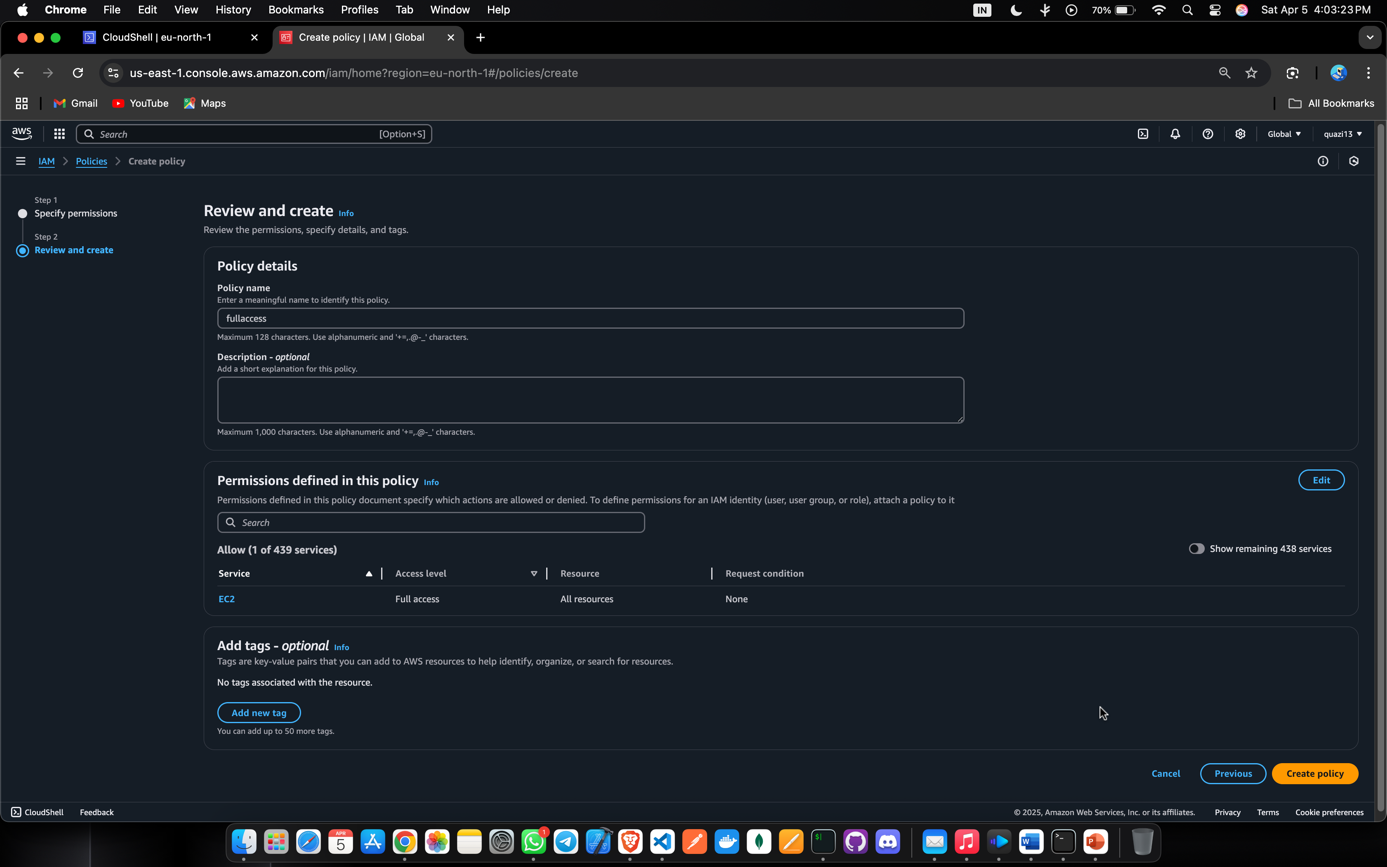 Chrome File Edit View History Bookmarks Profiles Tab Window Help IN 70% Sat Apr 5 4:03:23 PM
CloudShell | eu-north-1 Create policy | IAM | Global
us-east-1.console.aws.amazon.com/iam/home?region=eu-north-1#/policies/create
Gmail YouTube Maps All Bookmarks
aws Search [Option+S] Global quazi13
IAM Policies Create policy
Step 1
Specify permissions
Step 2
Review and create
Review and create Info
Review the permissions, specify details, and tags.
Policy details
Policy name
Enter a meaningful name to identify this policy.
fullaccess
Maximum 128 characters. Use alphanumeric and '+=,.@-_' characters.
Description - optional
Add a short explanation for this policy.
Maximum 1,000 characters. Use alphanumeric and '+=,.@-_' characters.
Permissions defined in this policy Info Edit
Permissions defined in this policy document specify which actions are allowed or denied. To define permissions for an IAM identity (user, user group, or role), attach a policy to it
Search
Allow (1 of 439 services) Show remaining 438 services
Service Access level Resource Request condition
EC2 Full access All resources None
Add tags - optional Info
Tags are key-value pairs that you can add to AWS resources to help identify, organize, or search for resources.
No tags associated with the resource.
Add new tag
You can add up to 50 more tags.
Cancel Previous Create policy
CloudShell Feedback © 2025, Amazon Web Services, Inc. or its affiliates. Privacy Terms Cookie preferences
APR
5
1